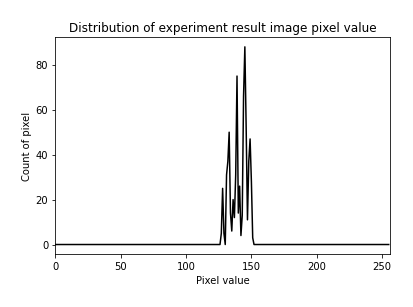 Distribution of experiment result image pixel value
Count of pixel
80
60
40
20
0
0 50 100 150 200 250
Pixel value